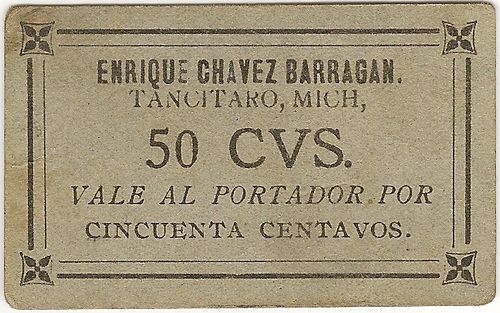 ENRIQUE CHAVEZ BARRAGAN.
TANCITARO, MICH,
50 CVS.
VALE AL PORTADOR POR
CINCUENTA CENTAVOS.